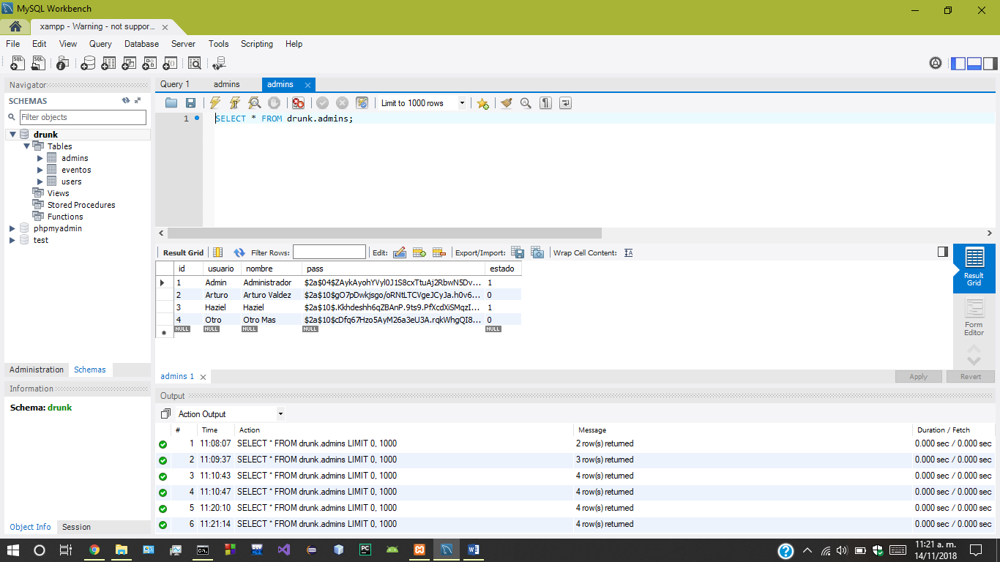 MySQL Workbench
xampp - Warning - not suppor...
File Edit View Query Database Server Tools Scripting Help
Navigator
SCHEMAS
Filter objects
drunk
Tables
admins
eventos
users
Views
Stored Procedures
Functions
phpmyadmin
test
Administration Schemas
Information
Schema: drunk
Object Info Session
Query 1 admins admins
Limit to 1000 rows
1 SELECT * FROM drunk.admins;
Result Grid Filter Rows: Edit: Export/Import: Wrap Cell Content:
id usuario nombre pass estado
1 Admin Administrador $2a$04$ZAykAyohYVyl0J1S8cxTtuAj2RbwN5Dv... 1
2 Arturo Arturo Valdez $2a$10$gO7pDwkjsgo/oRNtLTCVgeJCyJa.h0v6... 0
3 Haziel Haziel $2a$10$.Kkhdeshh6qZBAnP.9ts9.PfXcdXiSMqzI... 1
4 Otro Otro Mas $2a$10$cDfq67Hzo5AyM26a3eU3A.rqkWhgQI8... 0
NULL NULL NULL NULL NULL
Result Grid
Form Editor
admins 1 Apply Revert
Output
Action Output
# Time Action Message Duration / Fetch
1 11:08:07 SELECT * FROM drunk.admins LIMIT 0, 1000 2 row(s) returned 0.000 sec / 0.000 sec
2 11:09:37 SELECT * FROM drunk.admins LIMIT 0, 1000 3 row(s) returned 0.000 sec / 0.000 sec
3 11:10:43 SELECT * FROM drunk.admins LIMIT 0, 1000 4 row(s) returned 0.000 sec / 0.000 sec
4 11:10:47 SELECT * FROM drunk.admins LIMIT 0, 1000 4 row(s) returned 0.000 sec / 0.000 sec
5 11:20:10 SELECT * FROM drunk.admins LIMIT 0, 1000 4 row(s) returned 0.000 sec / 0.000 sec
6 11:21:14 SELECT * FROM drunk.admins LIMIT 0, 1000 4 row(s) returned 0.000 sec / 0.000 sec
11:21 a. m.
14/11/2018